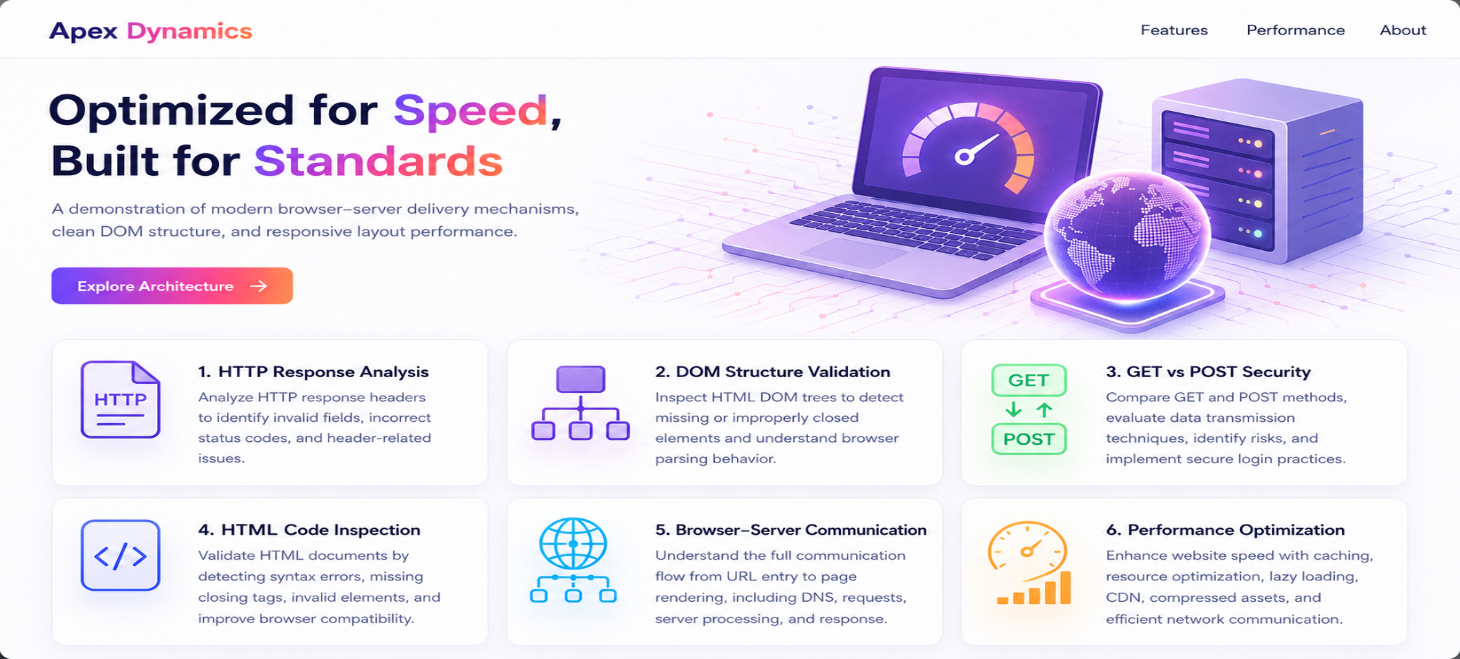 Apex Dynamics
Features Performance About
Optimized for Speed,
Built for Standards
A demonstration of modern browser–server delivery mechanisms,
clean DOM structure, and responsive layout performance.
Explore Architecture →
HTTP
1. HTTP Response Analysis
Analyze HTTP response headers
to identify invalid fields, incorrect
status codes, and header-related
issues.
2. DOM Structure Validation
Inspect HTML DOM trees to detect
missing or improperly closed
elements and understand browser
parsing behavior.
GET
POST
3. GET vs POST Security
Compare GET and POST methods,
evaluate data transmission
techniques, identify risks, and
implement secure login practices.
</>
4. HTML Code Inspection
Validate HTML documents by
detecting syntax errors, missing
closing tags, invalid elements, and
improve browser compatibility.
5. Browser–Server Communication
Understand the full communication
flow from URL entry to page
rendering, including DNS, requests,
server processing, and response.
6. Performance Optimization
Enhance website speed with caching,
resource optimization, lazy loading,
CDN, compressed assets, and
efficient network communication.